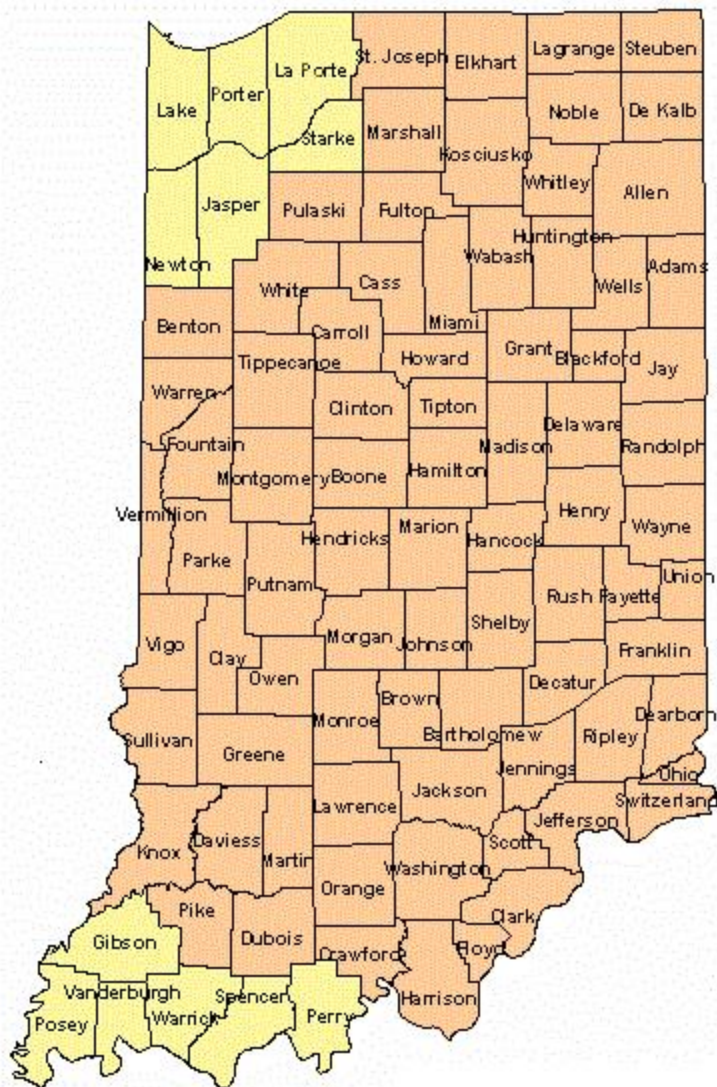 St. Joseph
Elkhart
Lagrange
Steuben
La Porte
Porter
Lake
Noble
De Kalb
Starke
Marshall
Kosciusko
Whitley
Allen
Jasper
Pulaski
Fulton
Huntington
Newton
White
Cass
Wabash
Wells
Adams
Miami
Benton
Carroll
Tippecanoe
Howard
Grant
Blackford
Jay
Warren
Clinton
Tipton
Delaware
Fountain
Madison
Randolph
Montgomery
Boone
Hamilton
Vermillion
Hendricks
Marion
Hancock
Henry
Wayne
Parke
Putnam
Rush
Fayette
Union
Vigo
Clay
Morgan
Johnson
Shelby
Franklin
Owen
Brown
Decatur
Sullivan
Monroe
Bartholomew
Ripley
Dearborn
Greene
Jennings
Ohio
Lawrence
Jackson
Switzerland
Jefferson
Knox
Daviess
Martin
Washington
Scott
Orange
Pike
Clark
Gibson
Dubois
Crawford
Floyd
Harrison
Vanderburgh
Spencer
Posey
Warrick
Perry